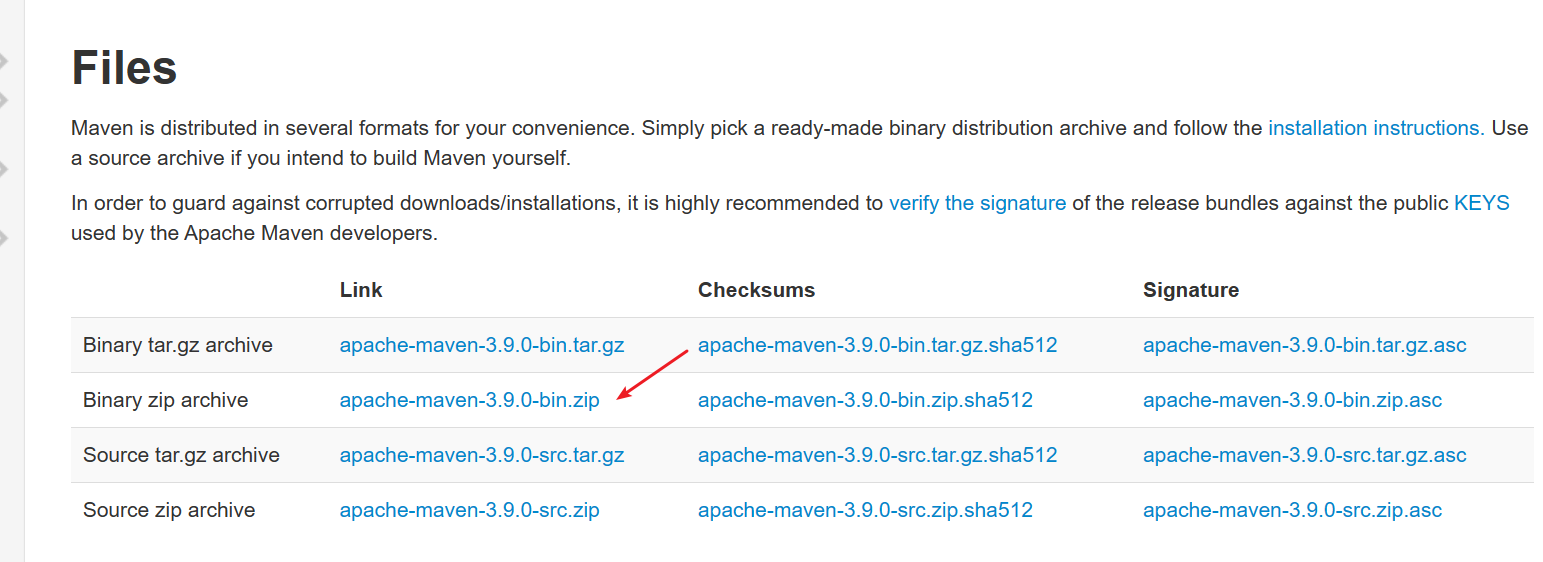 Files
Maven is distributed in several formats for your convenience. Simply pick a ready-made binary distribution archive and follow the installation instructions. Use
a source archive if you intend to build Maven yourself.
In order to guard against corrupted downloads/installations, it is highly recommended to verify the signature of the release bundles against the public KEYS
used by the Apache Maven developers.
Link Checksums Signature
Binary tar.gz archive apache-maven-3.9.0-bin.tar.gz apache-maven-3.9.0-bin.tar.gz.sha512 apache-maven-3.9.0-bin.tar.gz.asc
Binary zip archive apache-maven-3.9.0-bin.zip apache-maven-3.9.0-bin.zip.sha512 apache-maven-3.9.0-bin.zip.asc
Source tar.gz archive apache-maven-3.9.0-src.tar.gz apache-maven-3.9.0-src.tar.gz.sha512 apache-maven-3.9.0-src.tar.gz.asc
Source zip archive apache-maven-3.9.0-src.zip apache-maven-3.9.0-src.zip.sha512 apache-maven-3.9.0-src.zip.asc